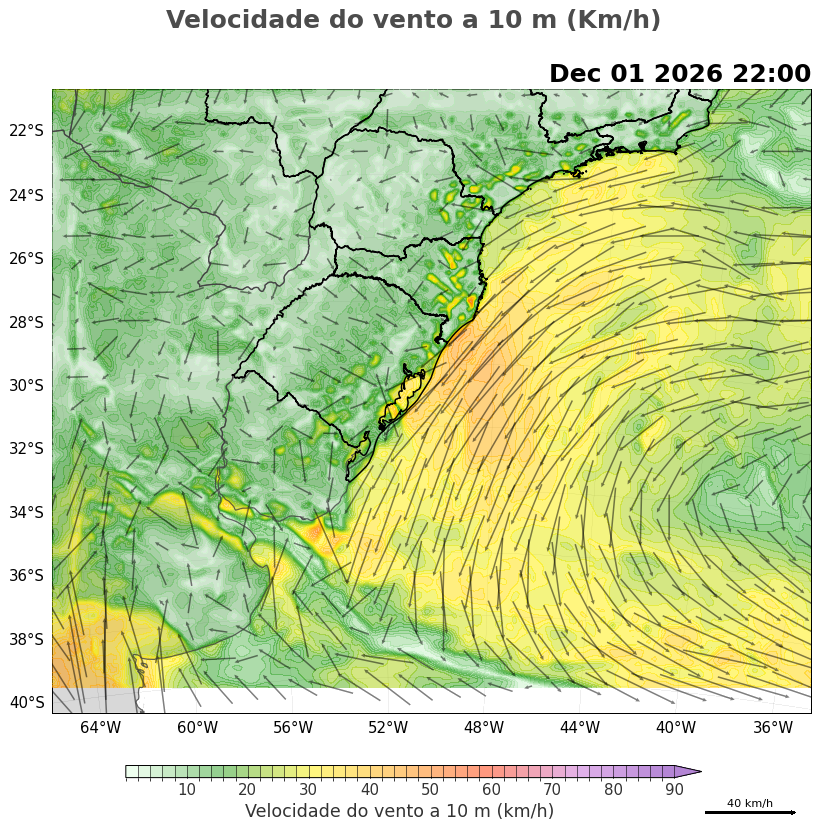 Velocidade do vento a 10 m (Km/h)
Dec 01 2026 22:00
22°S
24°S
26°S
28°S
30°S
32°S
34°S
36°S
38°S
40°S
64°W 60°W 56°W 52°W 48°W 44°W 40°W 36°W
10 20 30 40 50 60 70 80 90
Velocidade do vento a 10 m (km/h)
40 km/h